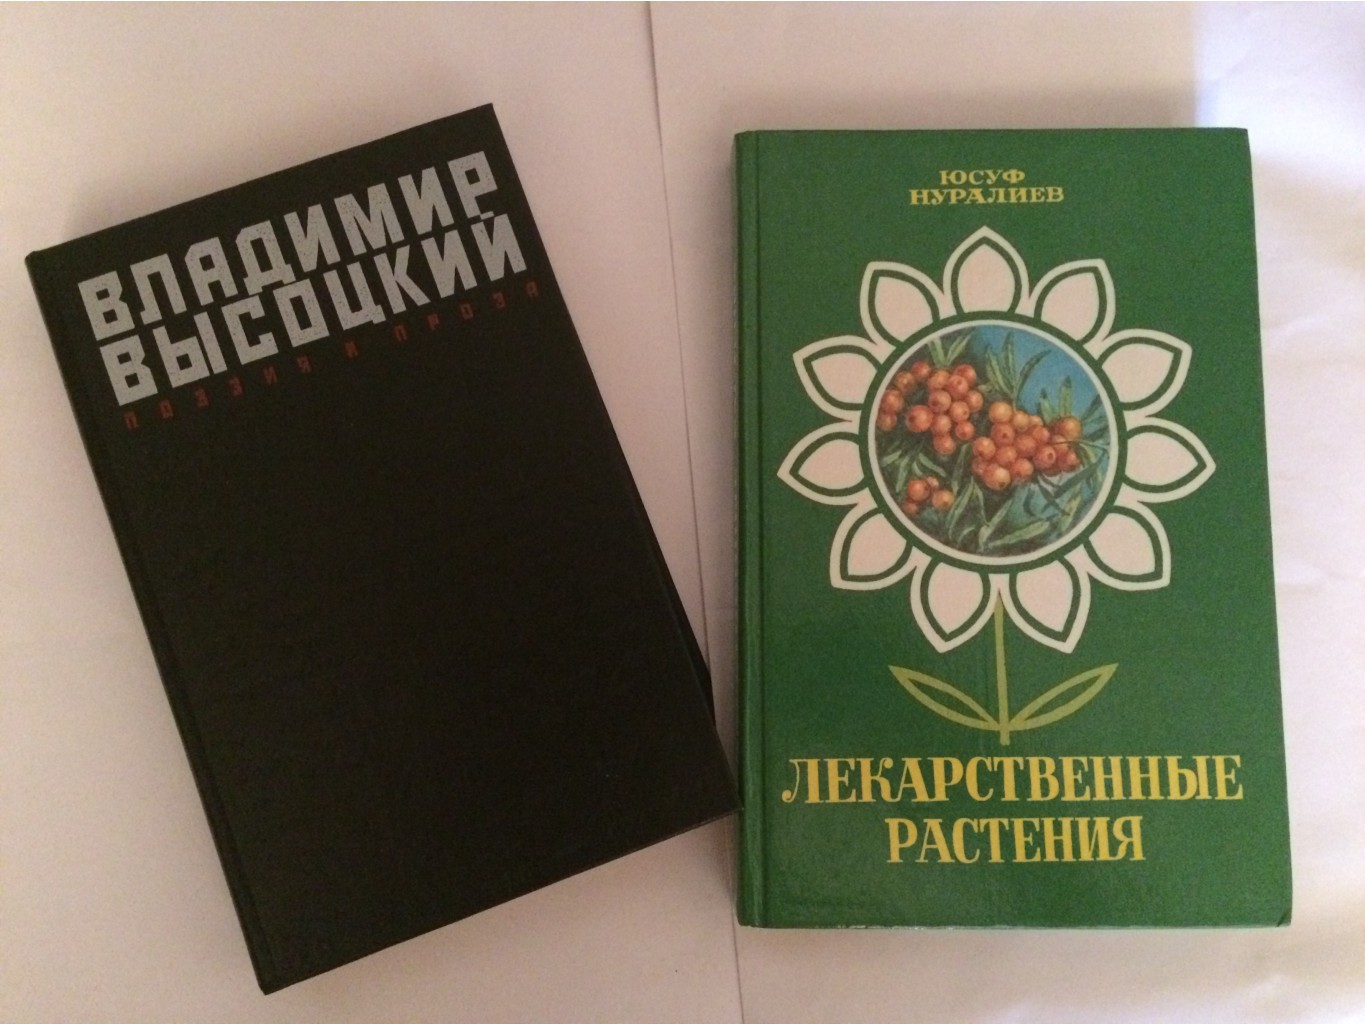 ВЛАДИМИР
ВЫСОЦКИЙ
ПОЭЗИЯ И ПРОЗА
ЮСУФ
НУРАЛИЕВ
ЛЕКАРСТВЕННЫЕ
РАСТЕНИЯ